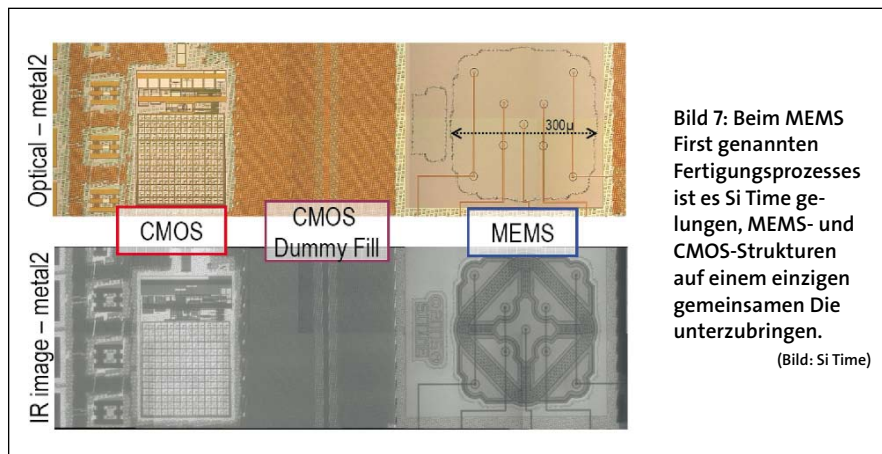 Optical – metal2
300µ
CMOS
CMOS
Dummy Fill
MEMS
IR image – metal2
Bild 7: Beim MEMS
First genannten
Fertigungsprozesses
ist es Si Time ge-
lungen, MEMS- und
CMOS-Strukturen
auf einem einzigen
gemeinsamen Die
unterzubringen.
(Bild: Si Time)